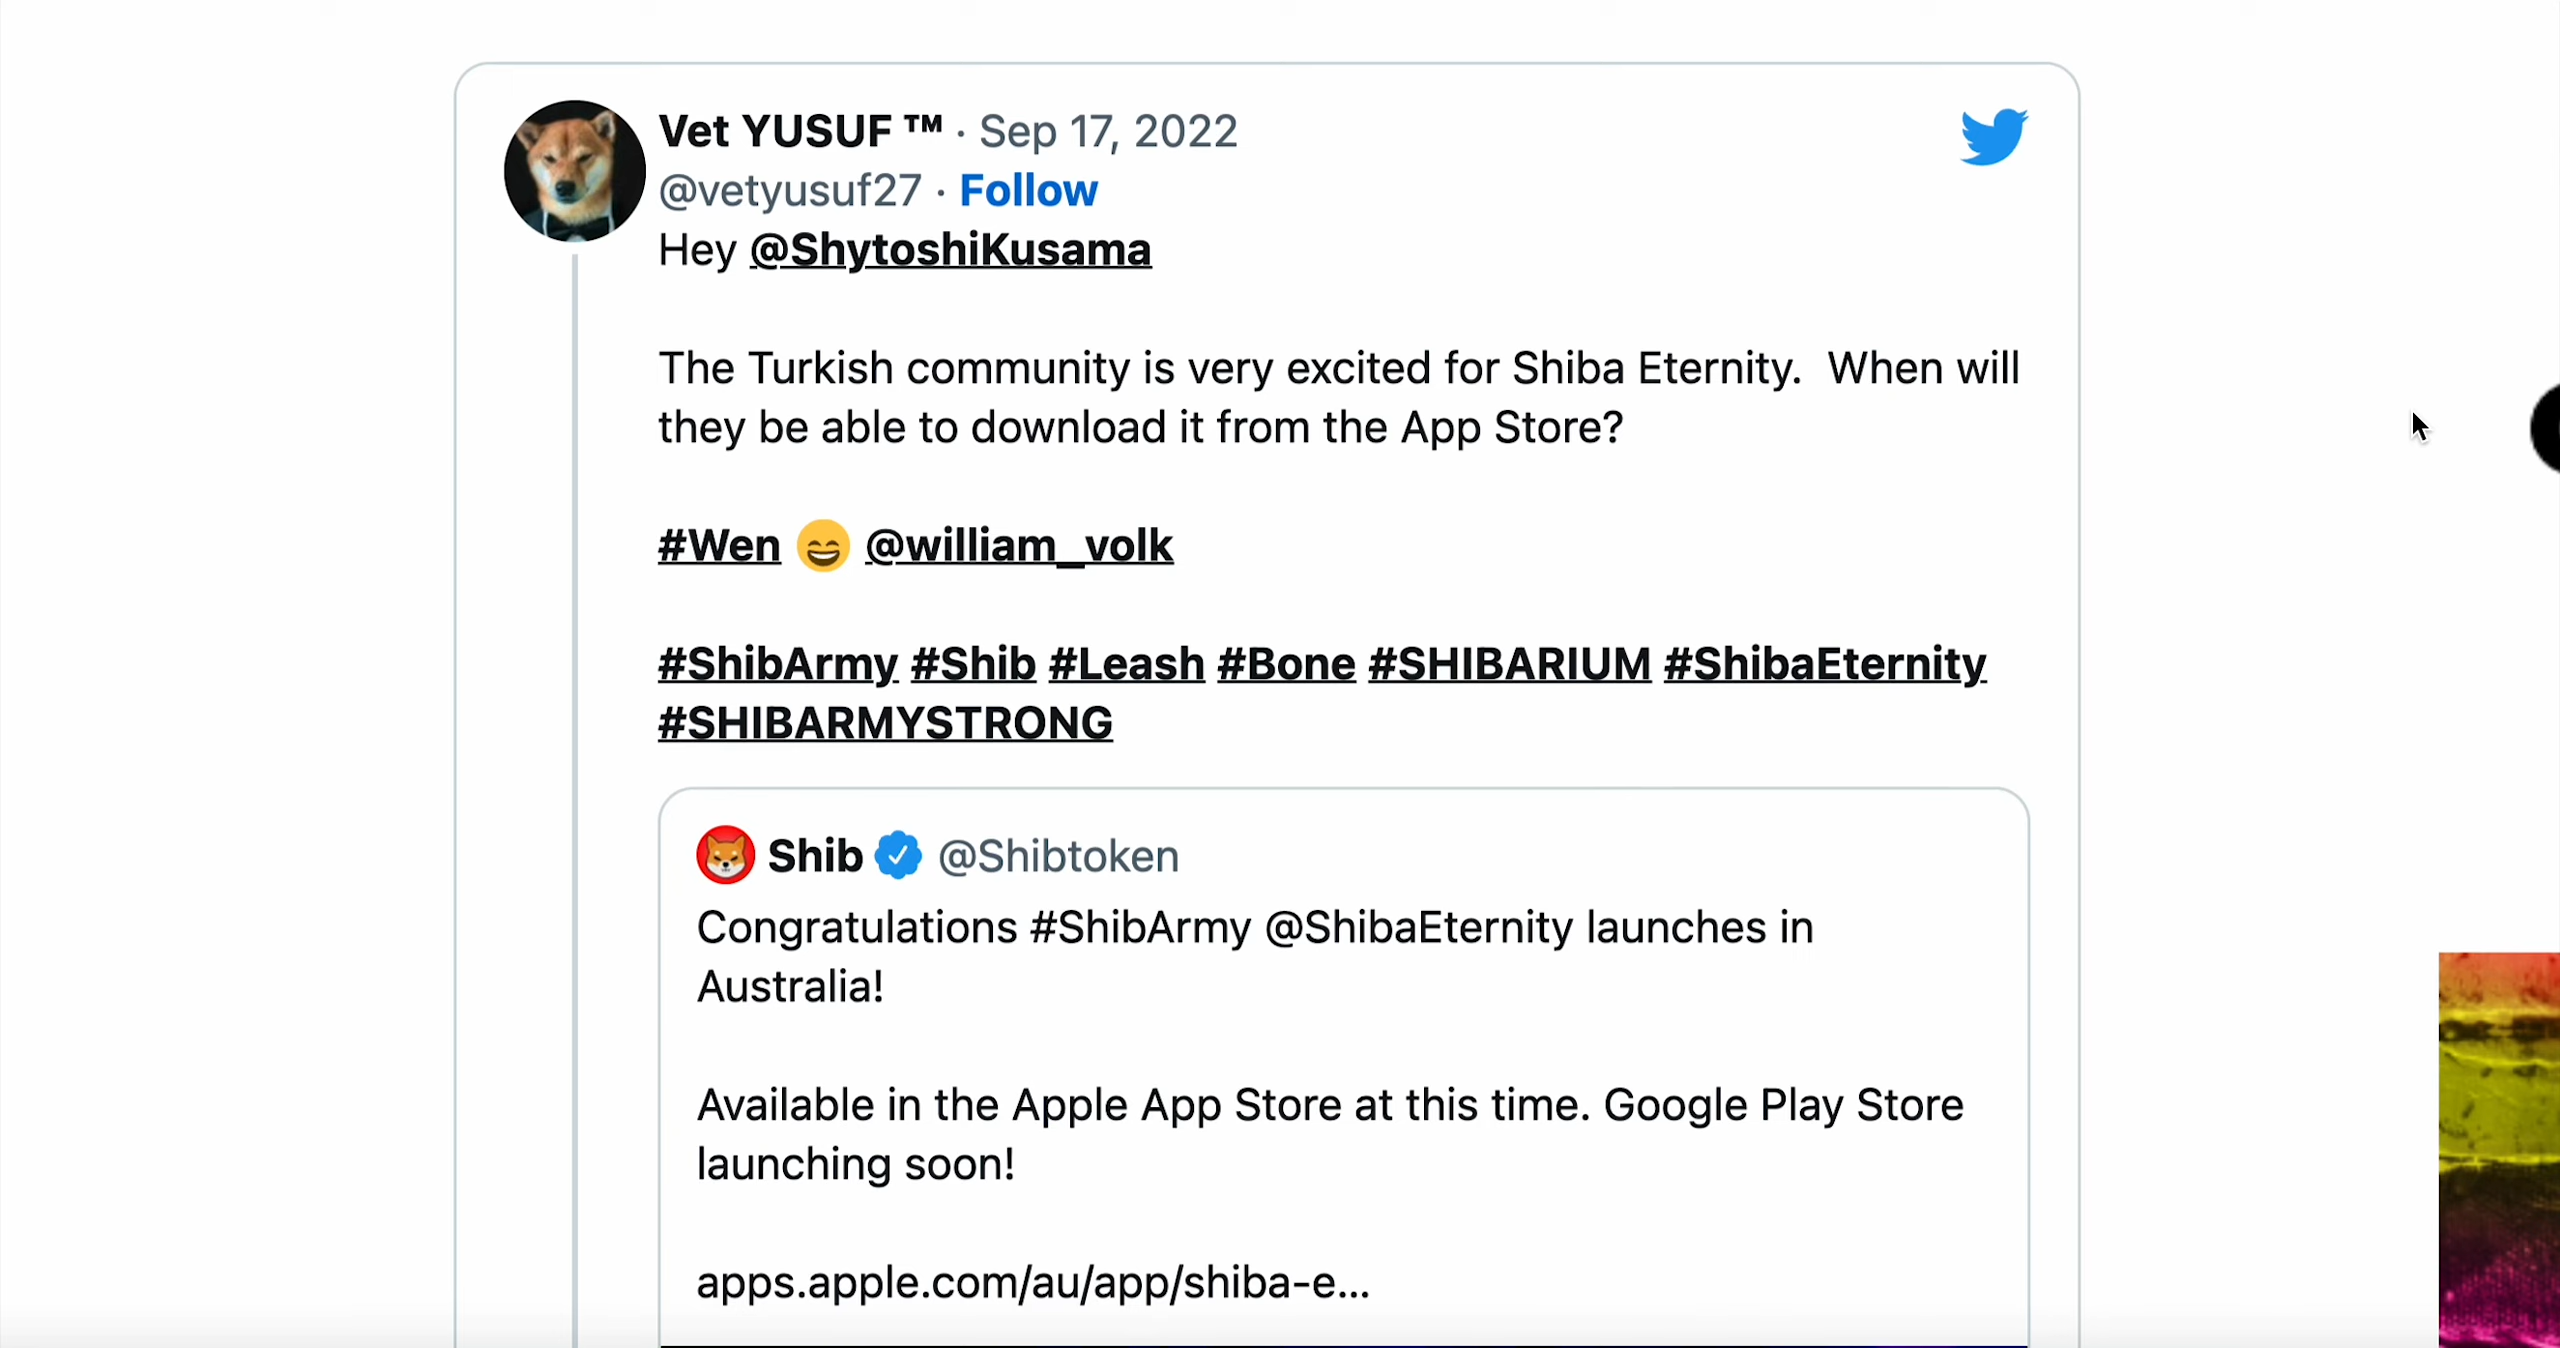 Vet YUSUF ™ · Sep 17, 2022
@vetyusuf27 · Follow
Hey @ShytoshiKusama
The Turkish community is very excited for Shiba Eternity.  When will
they be able to download it from the App Store?
#Wen 😄 @william_volk
#ShibArmy #Shib #Leash #Bone #SHIBARIUM #ShibaEternity
#SHIBARMYSTRONG
Shib @Shibtoken
Congratulations #ShibArmy @ShibaEternity launches in
Australia!
Available in the Apple App Store at this time. Google Play Store
launching soon!
apps.apple.com/au/app/shiba-e...